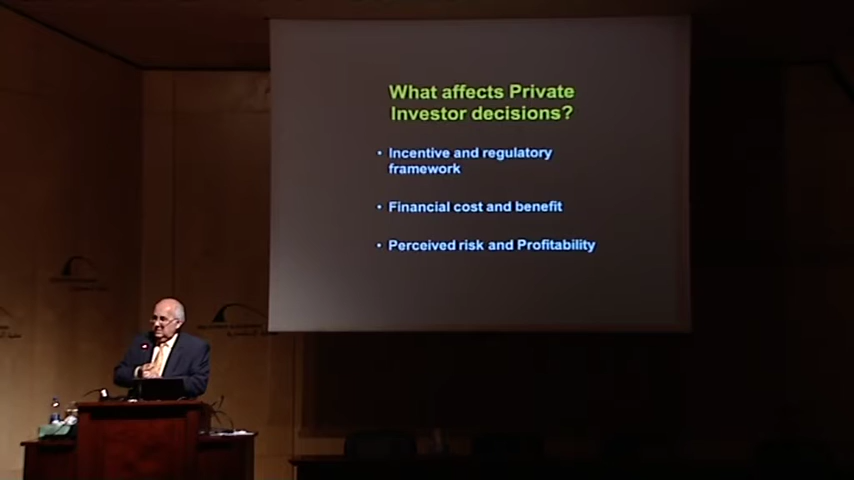 What affects Private
Investor decisions?
• Incentive and regulatory
framework
• Financial cost and benefit
• Perceived risk and Profitability